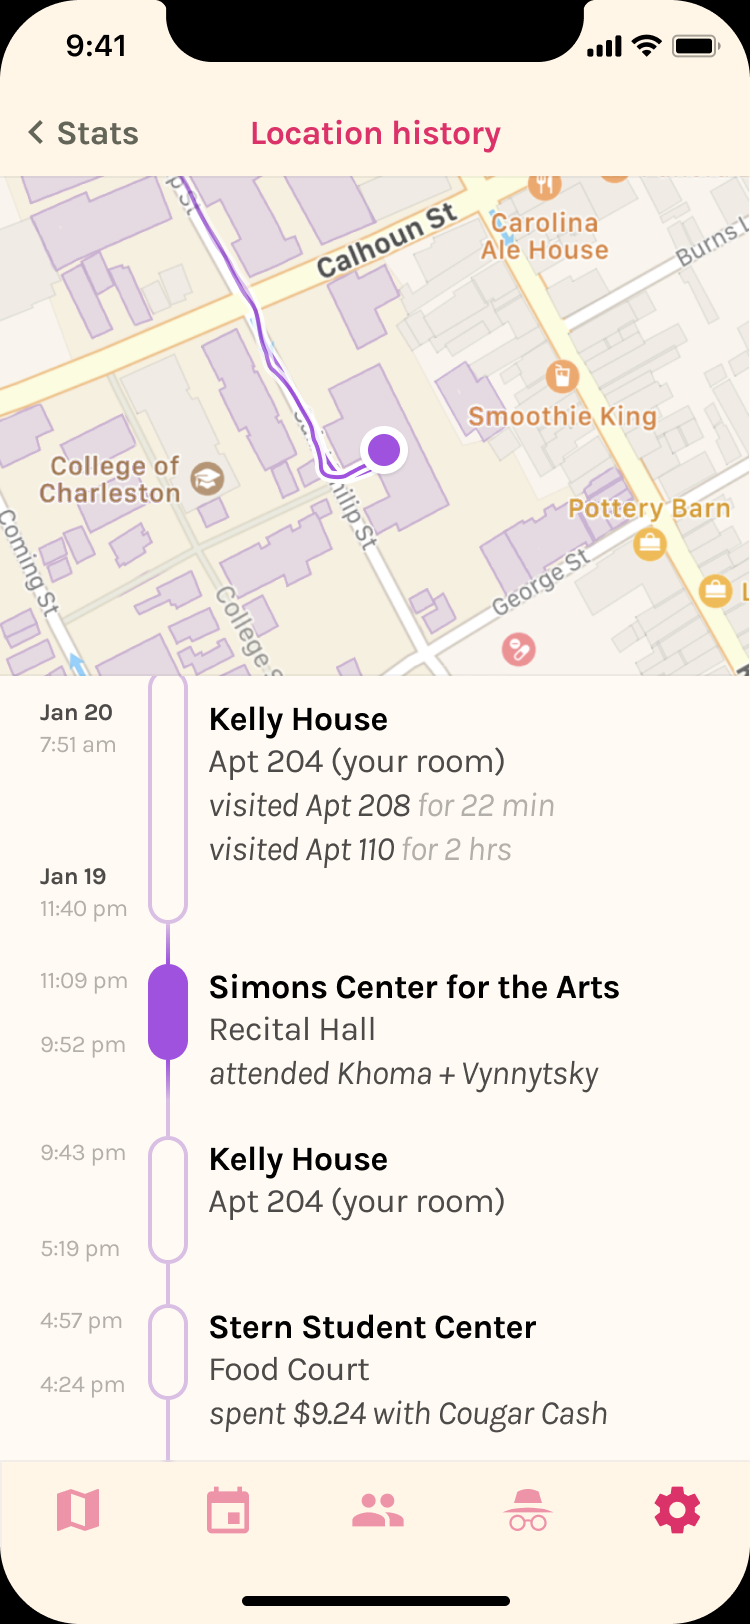 9:41
Stats
Location history
p St
Calhoun St
Carolina
Ale House
Burns L
Smoothie King
College of
Charleston
hilip St
Pottery Barn
Coming St
George St
College S
L
Jan 20
7:51 am
Kelly House
Apt 204 (your room)
visited Apt 208 for 22 min
visited Apt 110 for 2 hrs
Jan 19
11:40 pm
11:09 pm
Simons Center for the Arts
9:52 pm
Recital Hall
attended Khoma + Vynnytsky
9:43 pm
Kelly House
Apt 204 (your room)
5:19 pm
4:57 pm
Stern Student Center
4:24 pm
Food Court
spent $9.24 with Cougar Cash